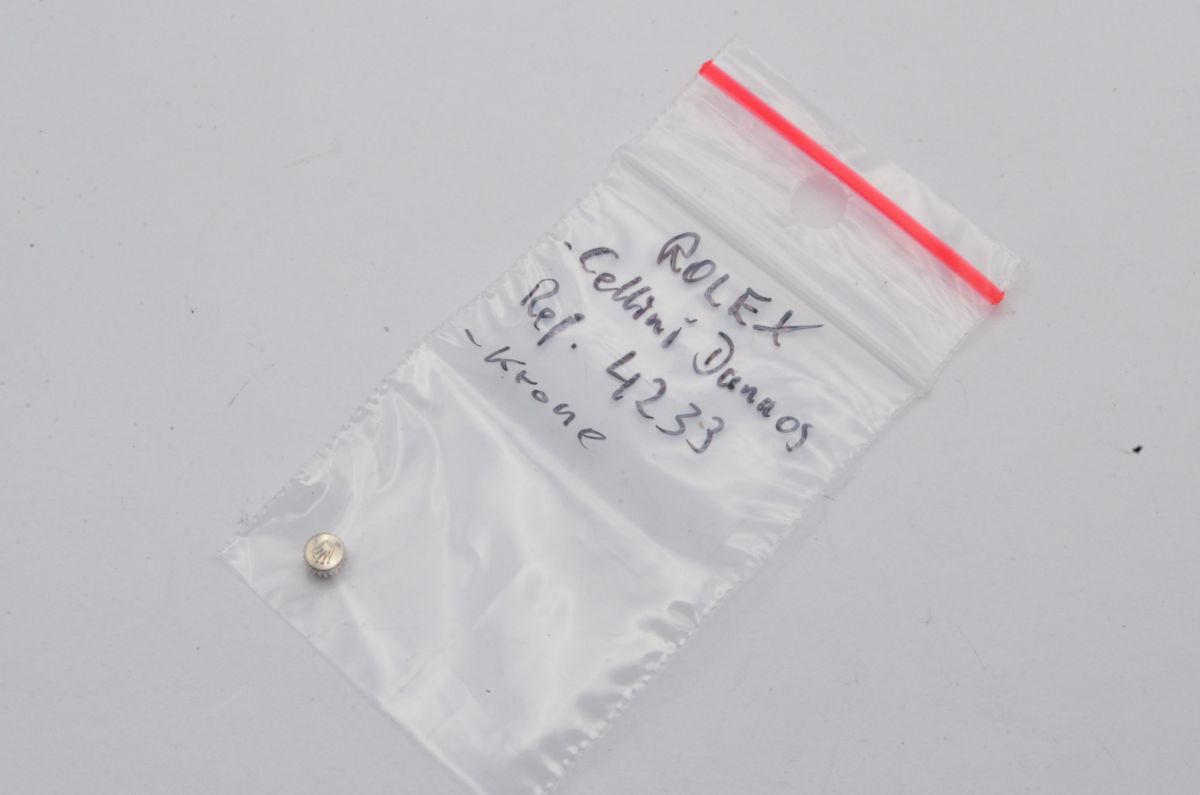 ROLEX
- Cellini Danaos
Ref. 4233
- Krone